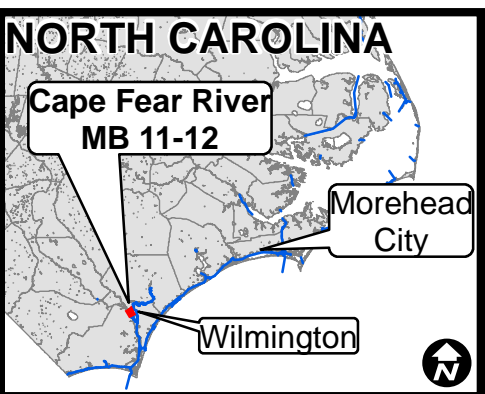 NORTH CAROLINA
Cape Fear River
MB 11-12
Morehead
City
Wilmington
N